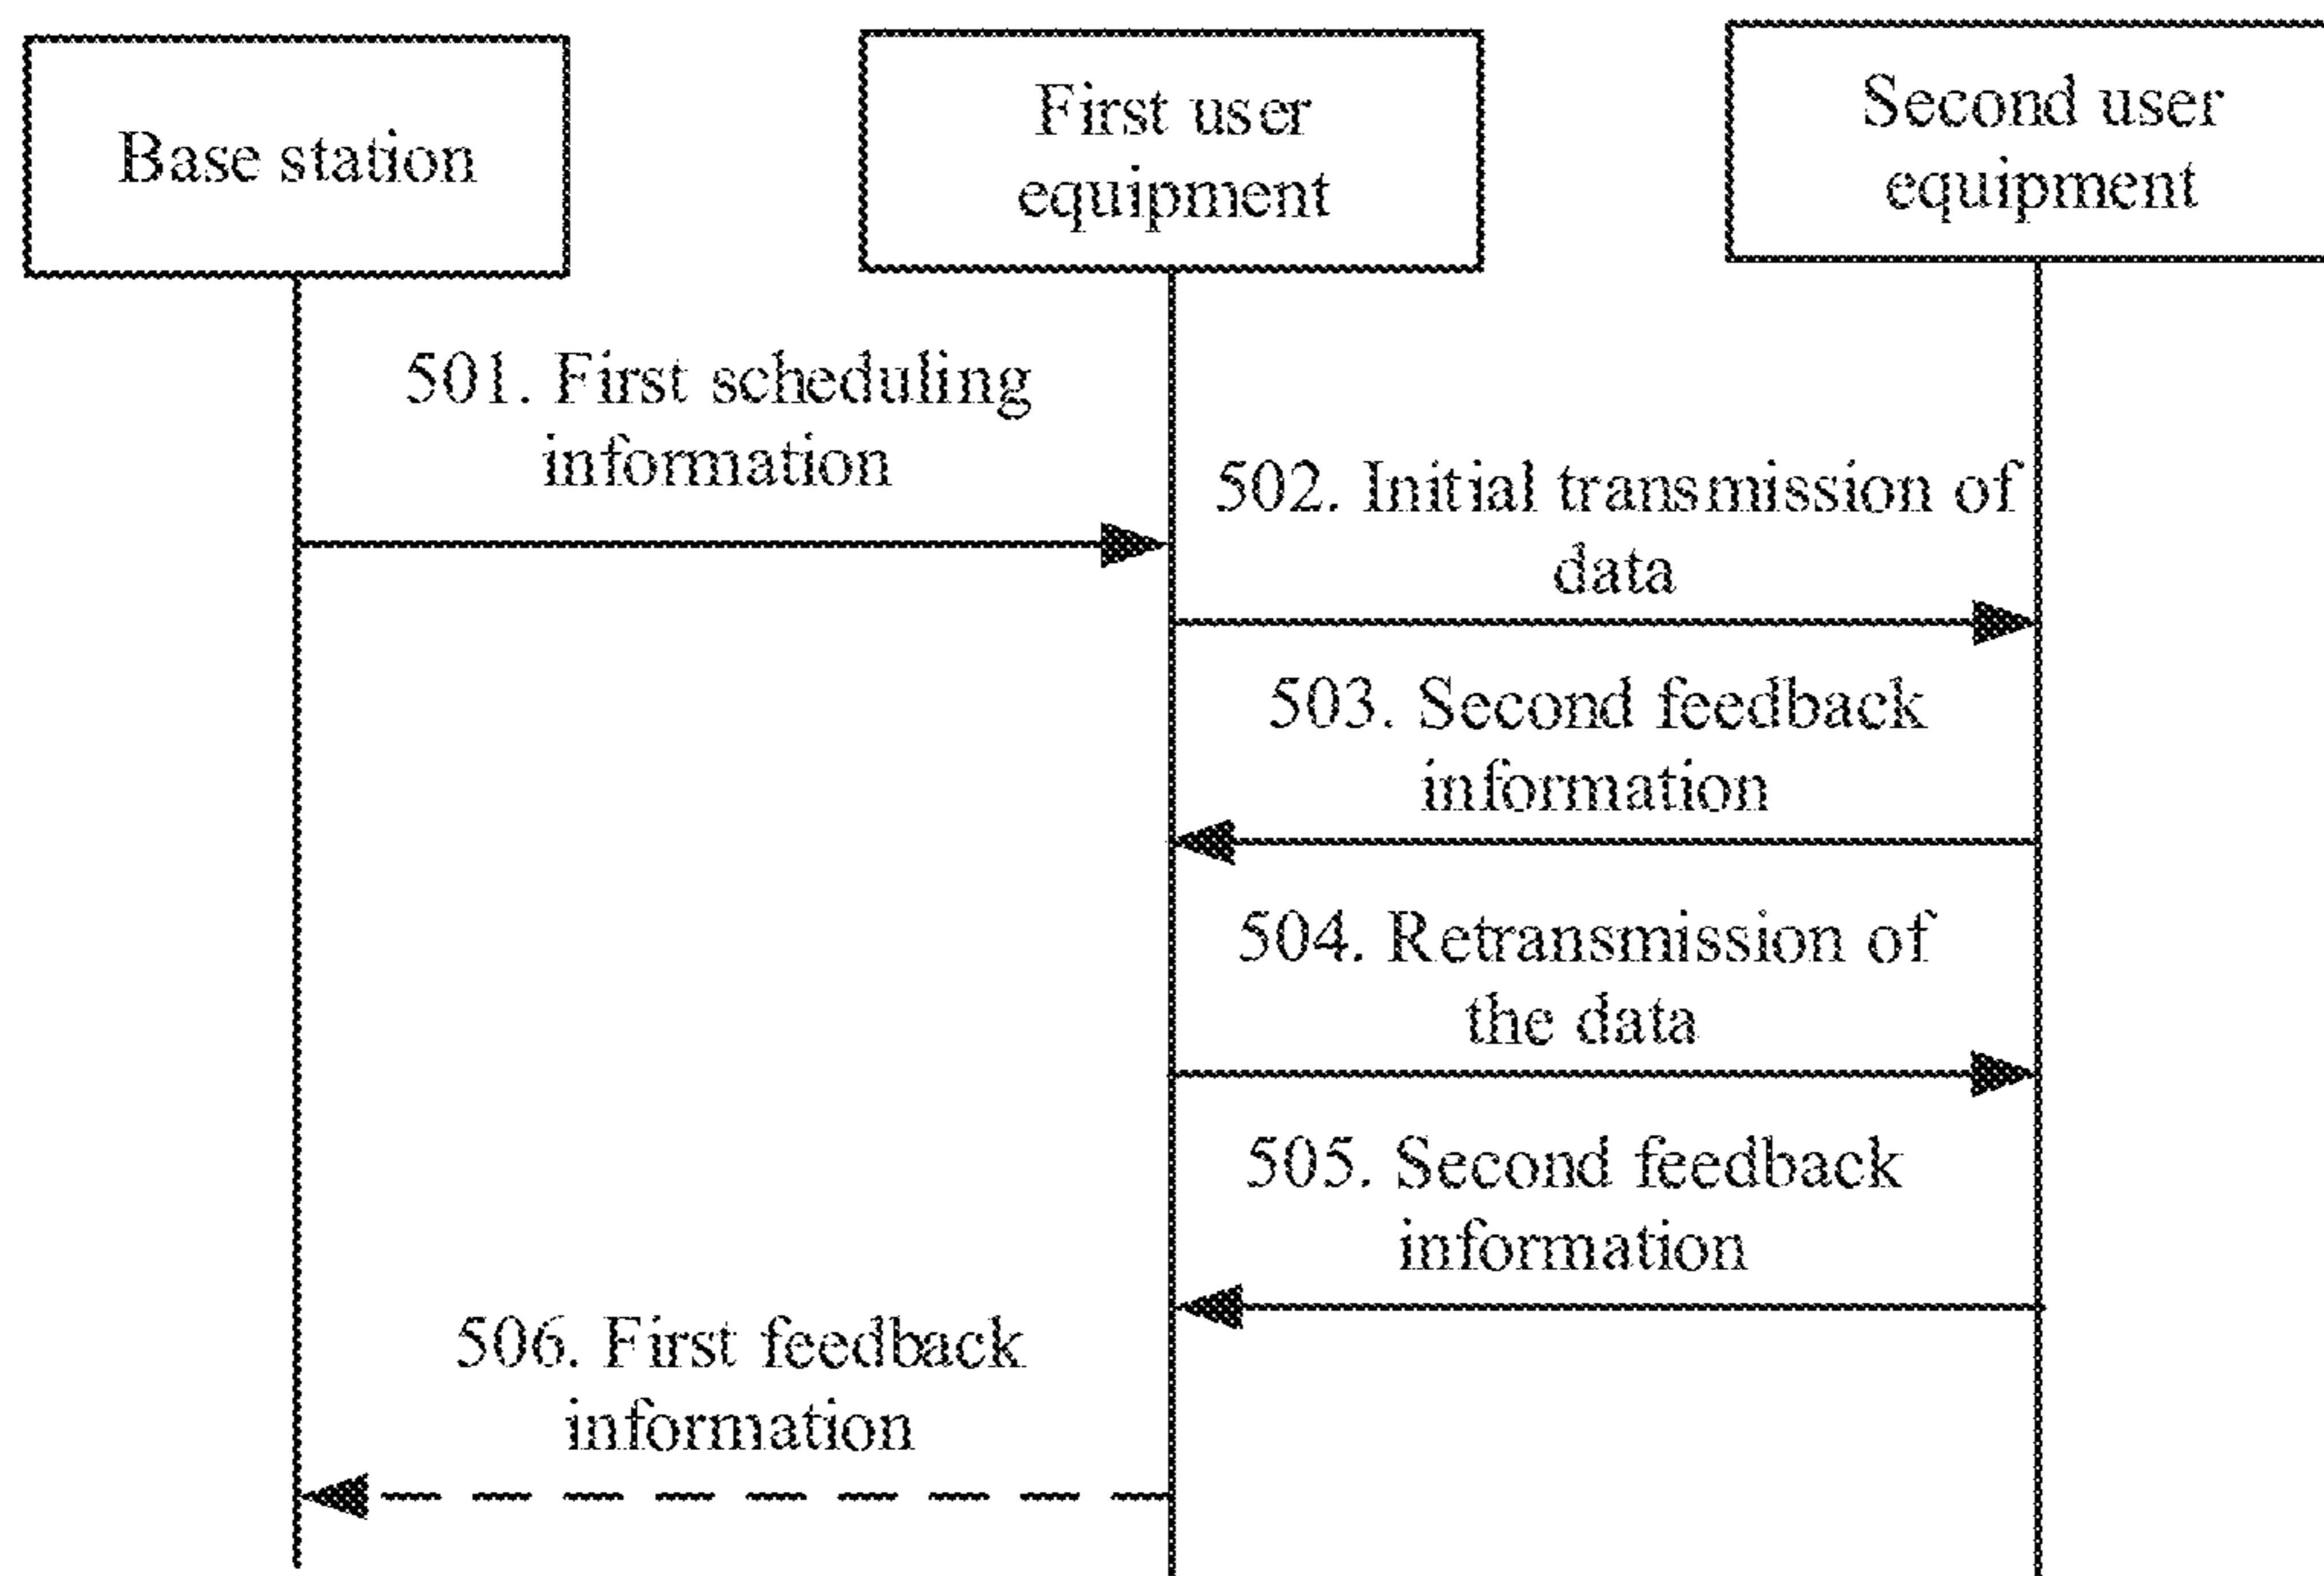 Base station
First user
equipment
Second user
equipment
501. First scheduling
information
502. Initial transmission of
data
503. Second feedback
information
504. Retransmission of
the data
505. Second feedback
information
506. First feedback
information